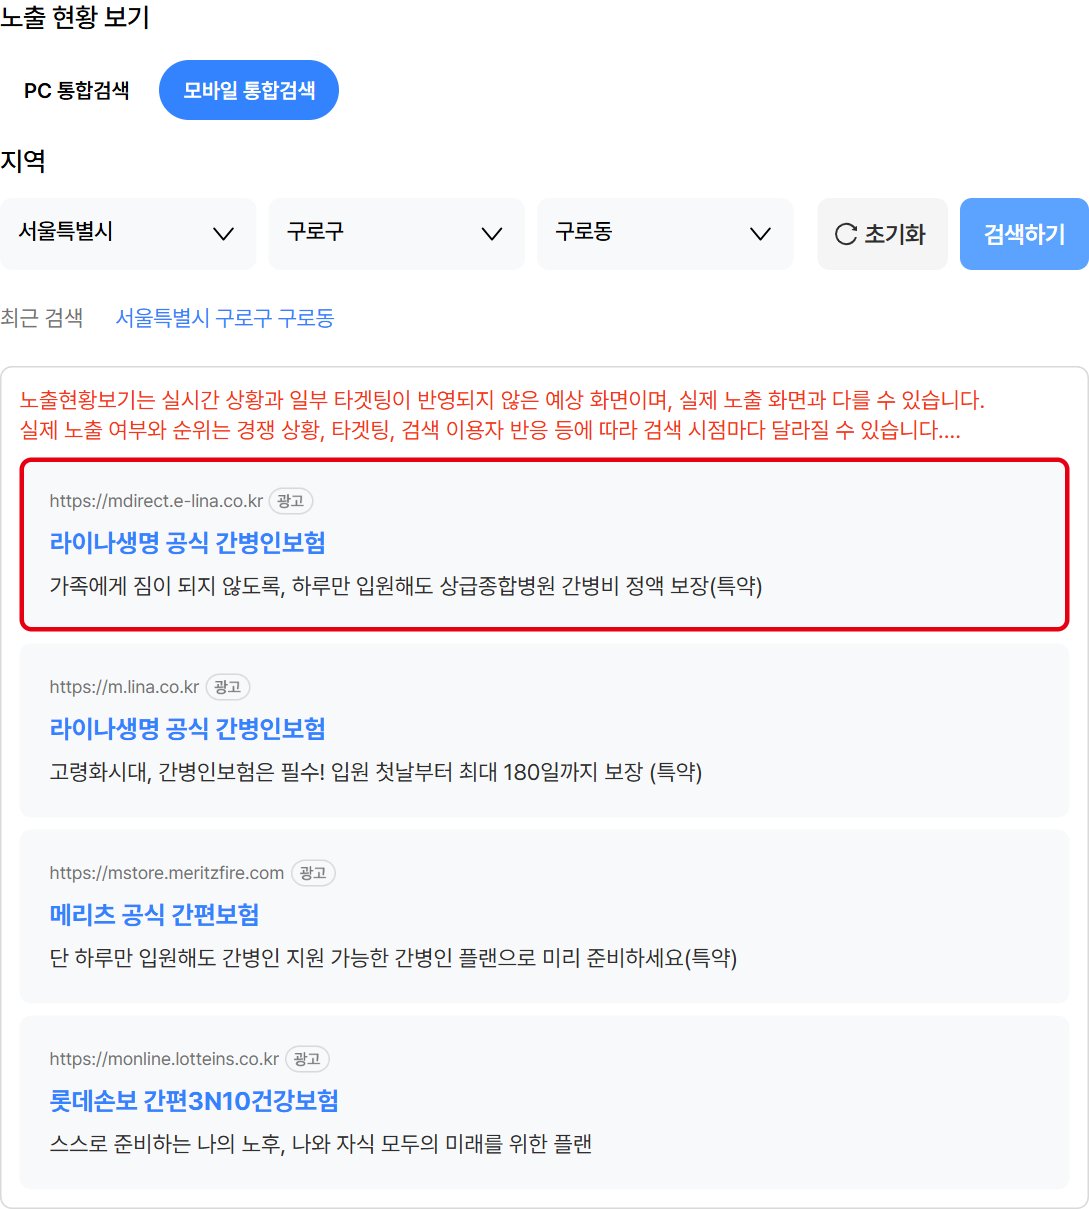 노출 현황 보기
PC 통합검색
모바일 통합검색
지역
서울특별시
구로구
구로동
초기화
검색하기
최근 검색
서울특별시 구로구 구로동
노출현황보기는 실시간 상황과 일부 타겟팅이 반영되지 않은 예상 화면이며, 실제 노출 화면과 다를 수 있습니다.
실제 노출 여부와 순위는 경쟁 상황, 타겟팅, 검색 이용자 반응 등에 따라 검색 시점마다 달라질 수 있습니다....
https://mdirect.e-lina.co.kr 광고
라이나생명 공식 간병인보험
가족에게 짐이 되지 않도록, 하루만 입원해도 상급종합병원 간병비 정액 보장(특약)
https://m.lina.co.kr 광고
라이나생명 공식 간병인보험
고령화시대, 간병인보험은 필수! 입원 첫날부터 최대 180일까지 보장 (특약)
https://mstore.meritzfire.com 광고
메리츠 공식 간편보험
단 하루만 입원해도 간병인 지원 가능한 간병인 플랜으로 미리 준비하세요(특약)
https://monline.lotteins.co.kr 광고
롯데손보 간편3N10건강보험
스스로 준비하는 나의 노후, 나와 자식 모두의 미래를 위한 플랜